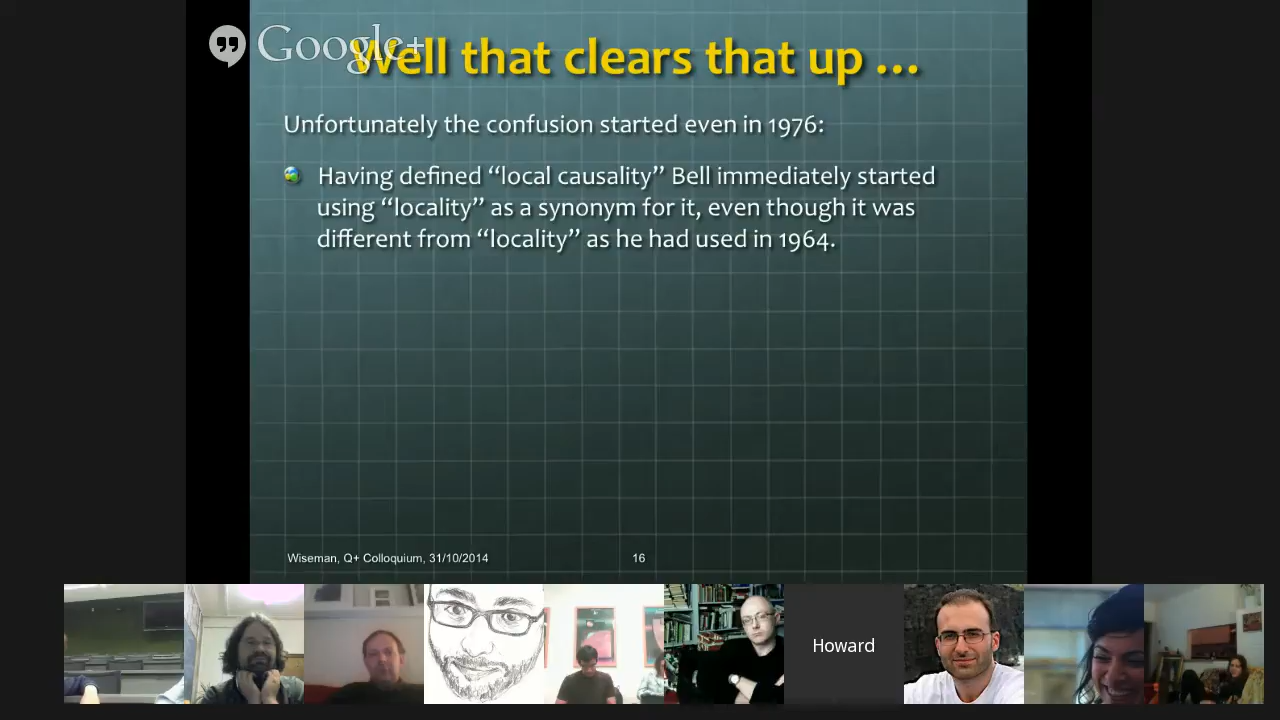 Google+
Well that clears that up ...
Unfortunately the confusion started even in 1976:
Having defined “local causality” Bell immediately started
using “locality” as a synonym for it, even though it was
different from “locality” as he had used in 1964.
Wiseman, Q+ Colloquium, 31/10/2014
16
Howard